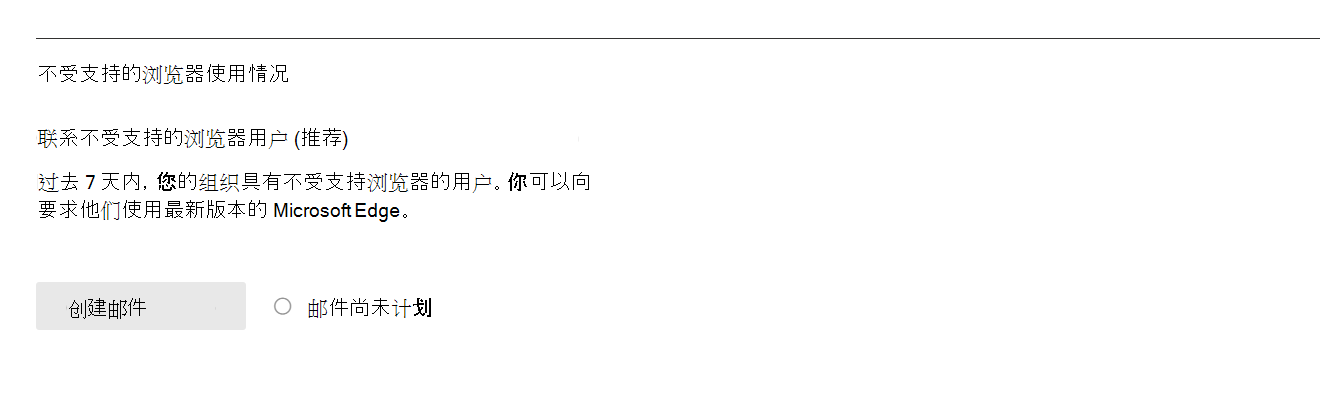 不受支持的浏览器使用情况
联系不受支持的浏览器用户 (推荐)
过去 7 天内, 您的组织具有不受支持浏览器的用户。你可以向
要求他们使用最新版本的 Microsoft Edge。
创建邮件
邮件尚未计划